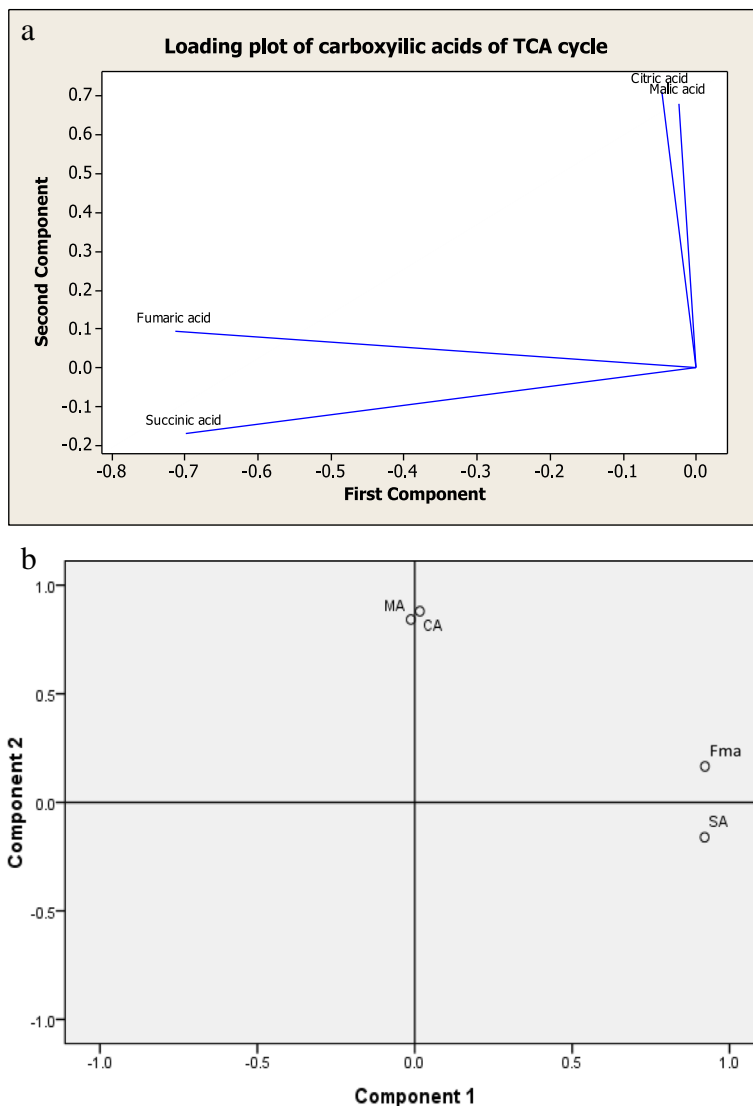 a
Loading plot of carboxyilic acids of TCA cycle
Citric acid
Malic acid
Fumaric acid
Succinic acid
0.7
0.6
0.5
0.4
0.3
0.2
0.1
0.0
-0.1
-0.2
Second Component
-0.8 -0.7 -0.6 -0.5 -0.4 -0.3 -0.2 -0.1 0.0
First Component
b
MA
CA
Fma
SA
1.0
0.5
0.0
-0.5
-1.0
Component 2
-1.0 -0.5 0.0 0.5 1.0
Component 1